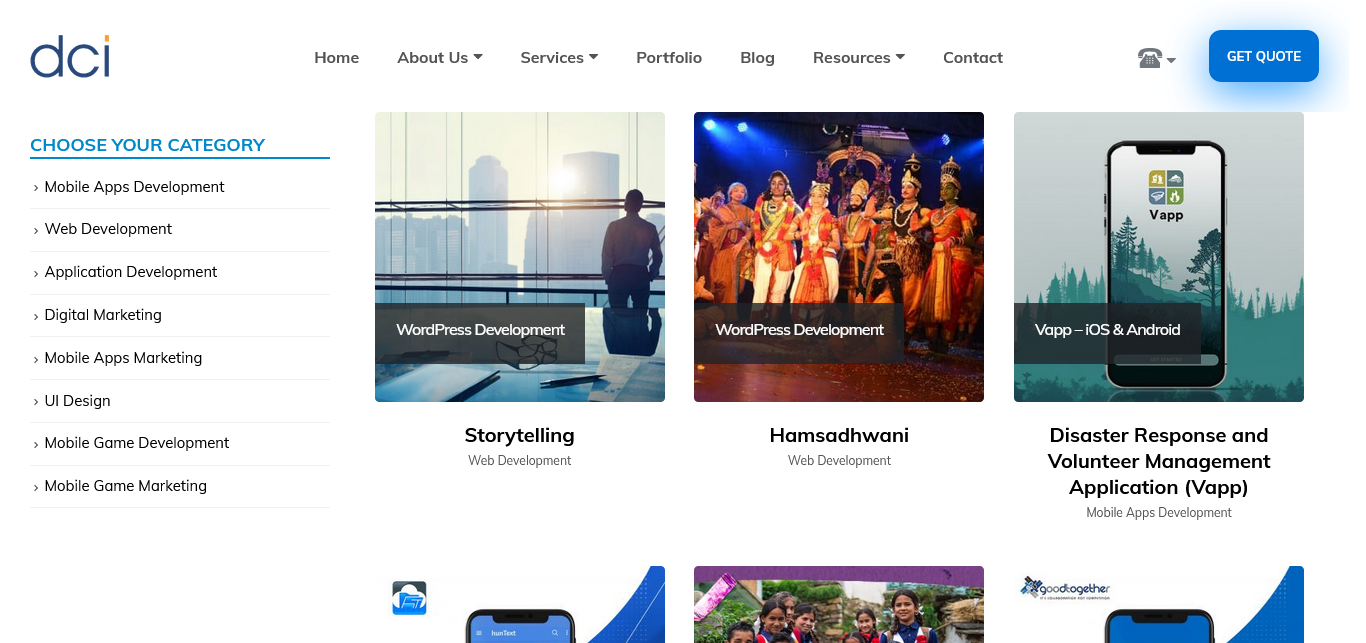 dci
Home
About Us
Services
Portfolio
Blog
Resources
Contact
GET QUOTE
CHOOSE YOUR CATEGORY
Mobile Apps Development
Web Development
Application Development
Digital Marketing
Mobile Apps Marketing
UI Design
Mobile Game Development
Mobile Game Marketing
WordPress Development
Storytelling
Web Development
WordPress Development
Hamsadhwani
Web Development
Vapp
Vapp – iOS & Android
Disaster Response and
Volunteer Management
Application (Vapp)
Mobile Apps Development
hunText
goodtogether